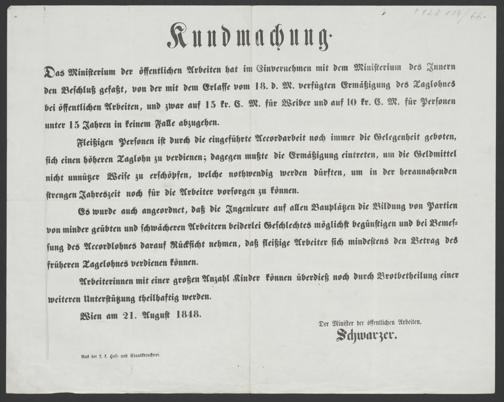 Kundmachung.
Das Ministerium der öffentlichen Arbeiten hat im Einvernehmen mit dem Ministerium des Innern
den Beschluß gefaßt, von der mit dem Erlasse vom 18. d. M. verfügten Ermäßigung des Taglohnes
bei öffentlichen Arbeiten, und zwar auf 15 kr. C. M. für Weiber und auf 10 kr. C. M. für Personen
unter 15 Jahren in keinem Falle abzugehen.
Fleißigen Personen ist durch die eingeführte Accordarbeit noch immer die Gelegenheit geboten,
sich einen höheren Taglohn zu verdienen; dagegen mußte die Ermäßigung eintreten, um die Geldmittel
nicht unnützer Weise zu erschöpfen, welche nothwendig werden dürften, um in der herannahenden
strengen Jahreszeit noch für die Arbeiter vorsorgen zu können.
Es wurde auch angeordnet, daß die Ingenieure auf allen Bauplätzen die Bildung von Partien
von minder geübten und schwächeren Arbeitern beiderlei Geschlechtes möglichst begünstigen und bei Bemes-
sung des Accordlohnes darauf Rücksicht nehmen, daß fleißige Arbeiter sich mindestens den Betrag des
früheren Tagelohnes verdienen können.
Arbeiterinnen mit einer großen Anzahl Kinder können überdieß noch durch Brotbetheilung einer
weiteren Unterstützung theilhaftig werden.
Wien am 21. August 1848.
Der Minister der öffentlichen Arbeiten.
Schwarzer.
Aus der k. k. Hof- und Staatsdruckerei.